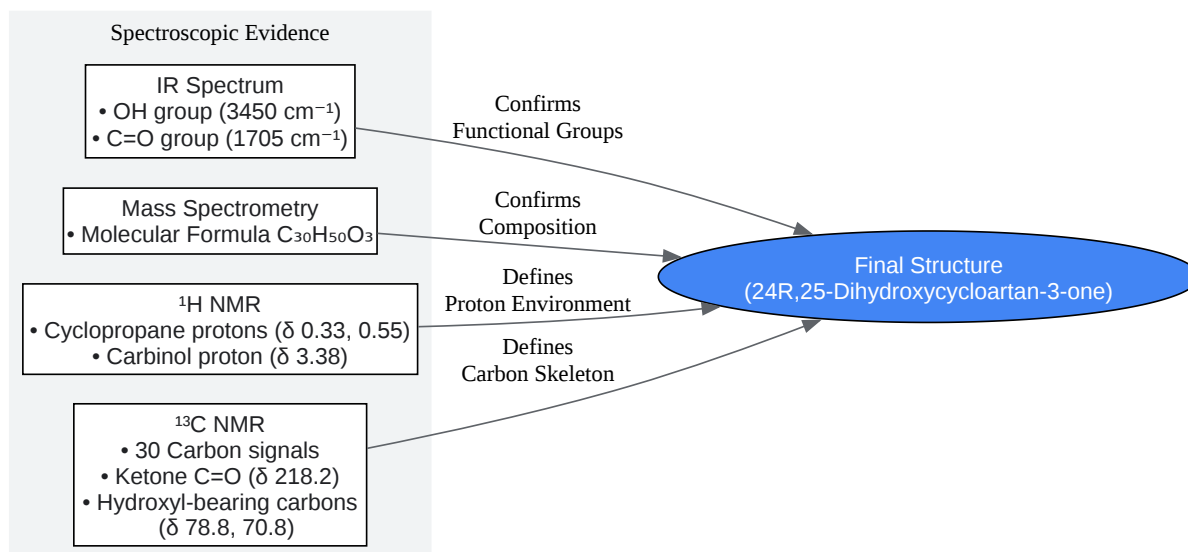 Spectroscopic Evidence
IR Spectrum
• OH group (3450 cm⁻¹)
• C=O group (1705 cm⁻¹)
Confirms
Functional Groups
Mass Spectrometry
• Molecular Formula C₃₀H₅₀O₃
Confirms
Composition
¹H NMR
• Cyclopropane protons (δ 0.33, 0.55)
• Carbinol proton (δ 3.38)
Defines
Proton Environment
¹³C NMR
• 30 Carbon signals
• Ketone C=O (δ 218.2)
• Hydroxyl-bearing carbons
(δ 78.8, 70.8)
Defines
Carbon Skeleton
Final Structure
(24R,25-Dihydroxycycloartan-3-one)